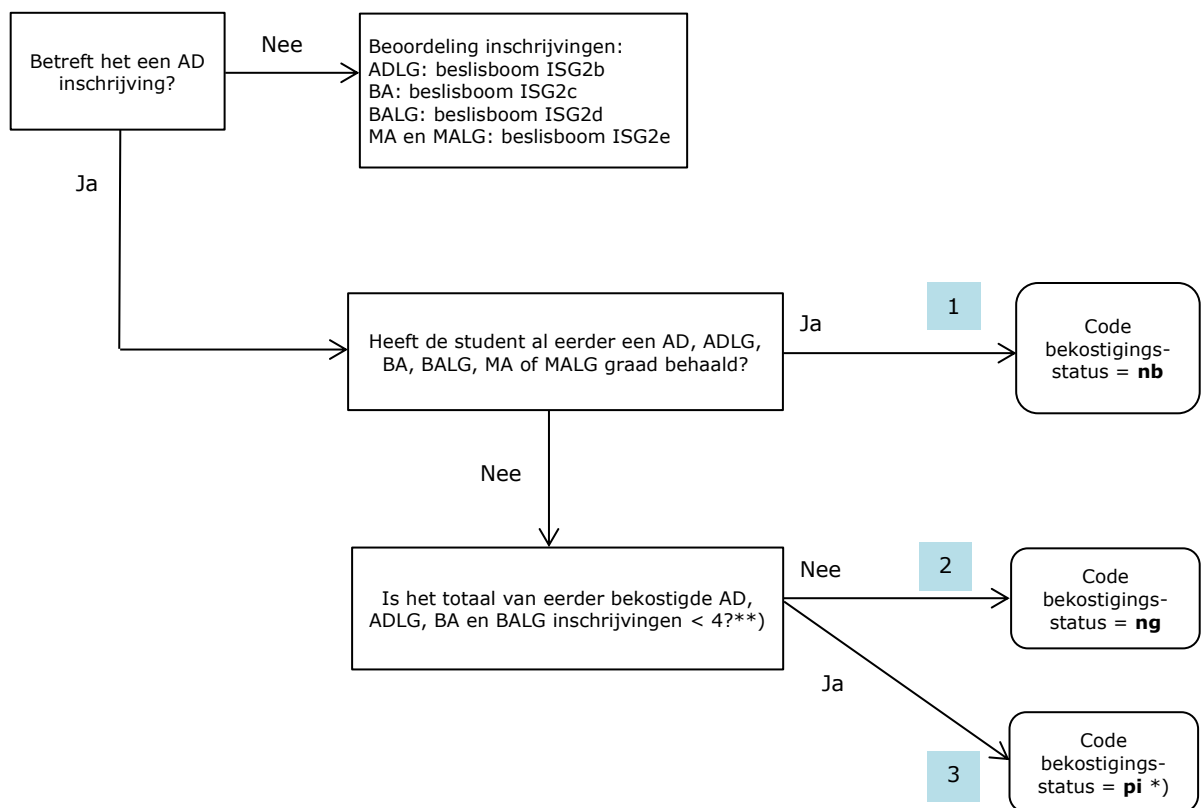 Betreft het een AD
inschrijving?
Nee
Beoordeling inschrijvingen:
ADLG: beslisboom ISG2b
BA: beslisboom ISG2c
BALG: beslisboom ISG2d
MA en MALG: beslisboom ISG2e
Ja
Heeft de student al eerder een AD, ADLG,
BA, BALG, MA of MALG graad behaald?
Ja
1
Code
bekostigings-
status = nb
Nee
Is het totaal van eerder bekostigde AD,
ADLG, BA en BALG inschrijvingen < 4?**)
Nee
2
Code
bekostigings-
status = ng
Ja
3
Code
bekostigings-
status = pi *)